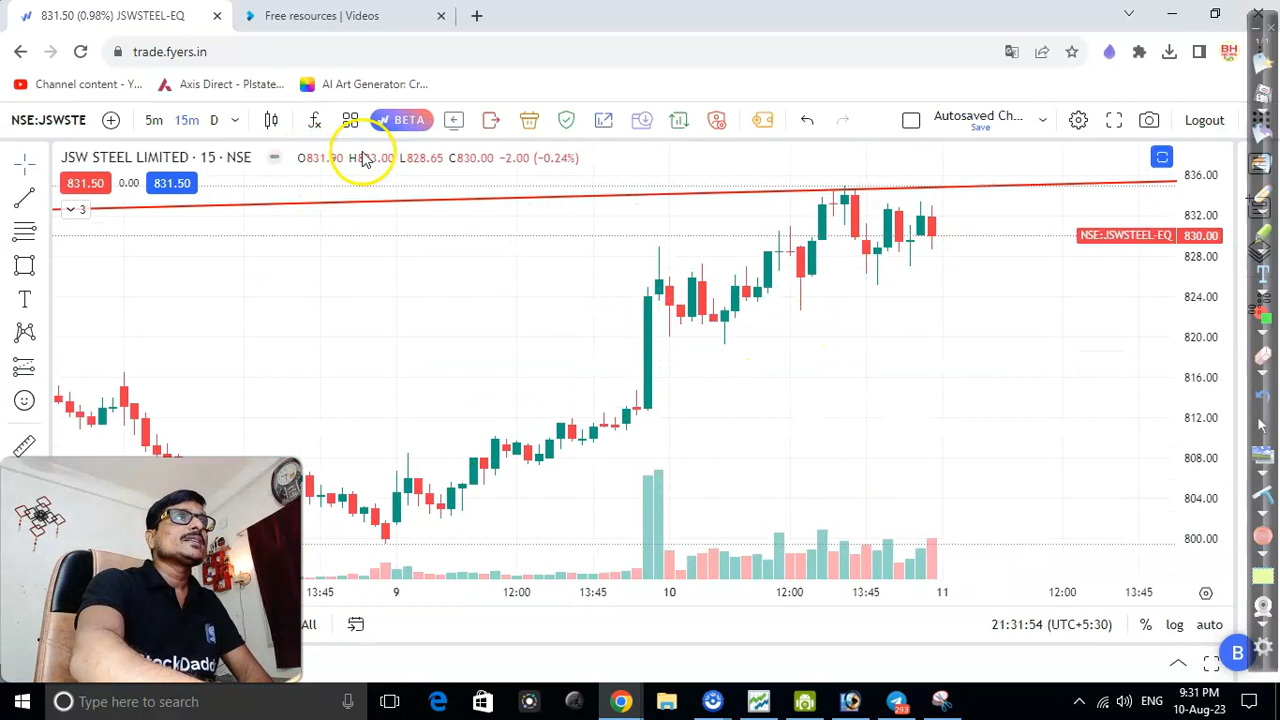 831.50 (0.98%) JSWSTEEL-EQ
Free resources | Videos
trade.fyers.in
BH
Channel content - Y...
Axis Direct - Plstate...
AI Art Generator: Cr...
NSE:JSWSTE
5m
15m
D
BETA
Autosaved Ch...
Save
Logout
JSW STEEL LIMITED · 15 · NSE
L828.65 C830.00 −2.00 (−0.24%)
831.50 0.00 831.50
3
836.00
832.00
NSE:JSWSTEEL-EQ 830.00
828.00
824.00
820.00
816.00
812.00
808.00
804.00
800.00
13:45 9 12:00 13:45 10 12:00 13:45 11 12:00 13:45
All
21:31:54 (UTC+5:30) % log auto
B
Type here to search
293
ENG
9:31 PM
10-Aug-23